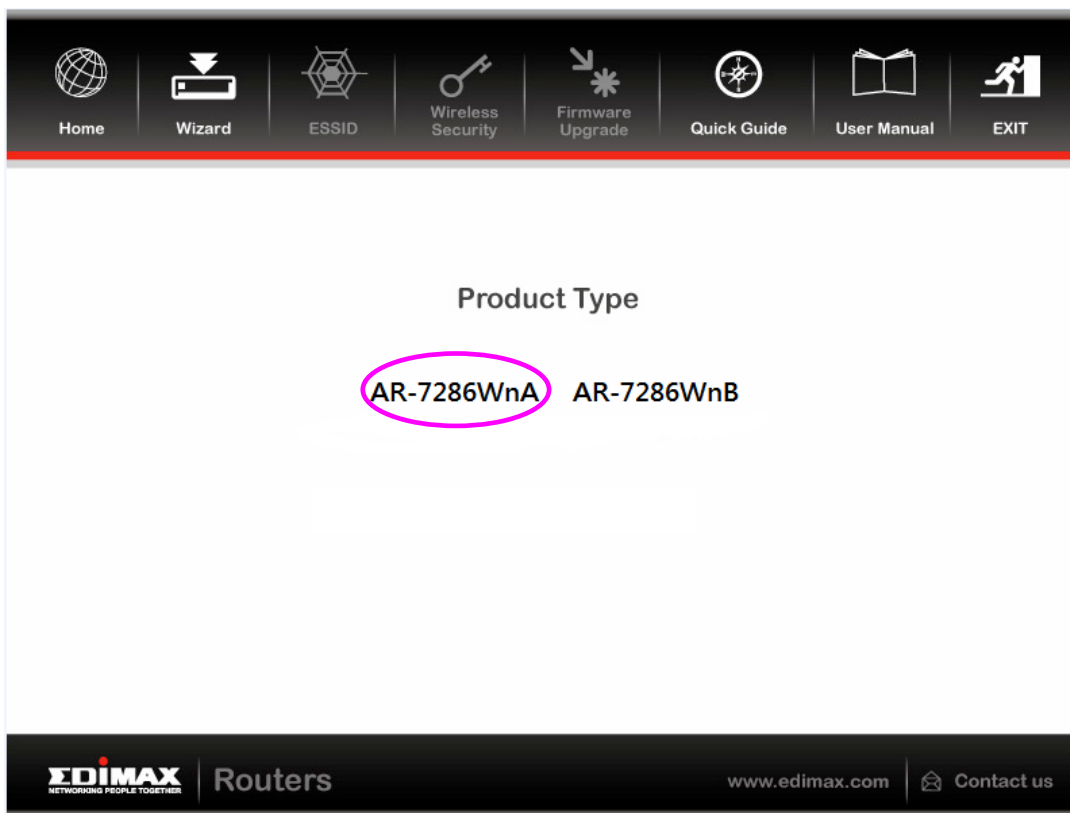 Home
Wizard
ESSID
Wireless
Security
Firmware
Upgrade
Quick Guide
User Manual
EXIT
Product Type
AR-7286WnA AR-7286WnB
EDIMAX
NETWORKING PEOPLE TOGETHER
Routers
www.edimax.com
Contact us